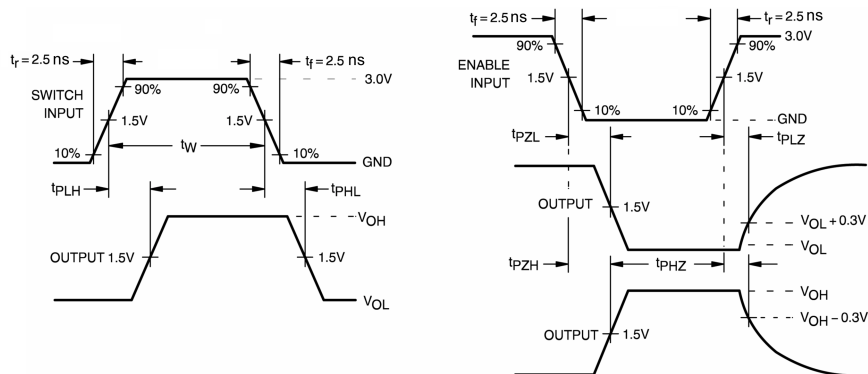 tr = 2.5 ns
tf = 2.5 ns
90%
90%
3.0V
SWITCH
INPUT
1.5V
1.5V
10%
tW
10%
GND
tPLH
tPHL
VOH
OUTPUT 1.5V
1.5V
VOL
tf = 2.5 ns
tr = 2.5 ns
3.0V
90%
90%
ENABLE
INPUT
1.5V
1.5V
10%
10%
GND
tPZL
tPLZ
OUTPUT
1.5V
VOL + 0.3V
VOL
tPZH
tPHZ
VOH
VOH – 0.3V
OUTPUT
1.5V